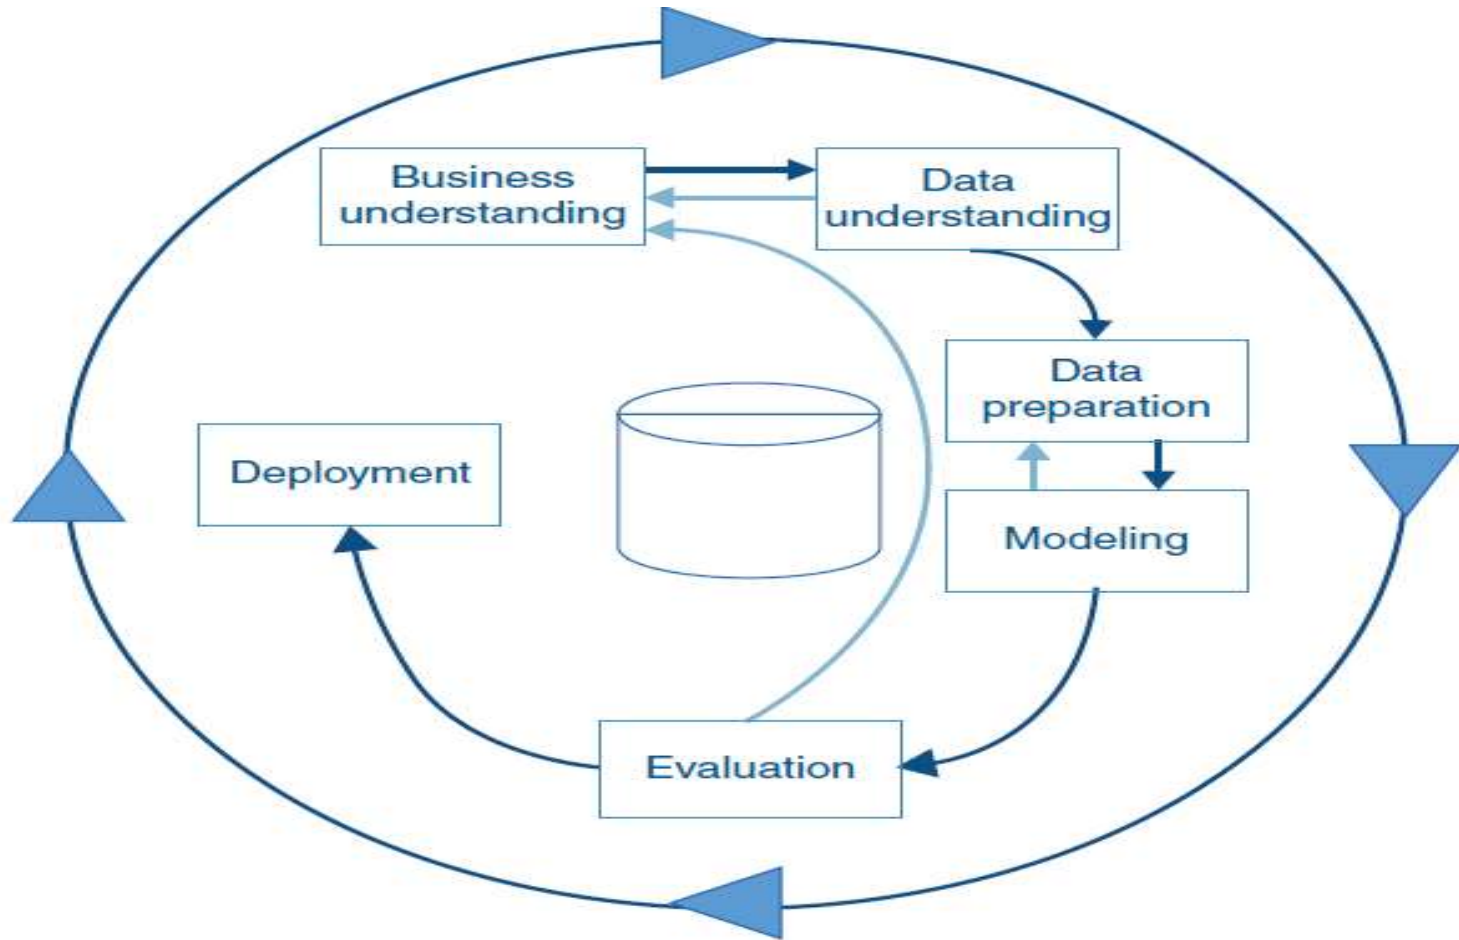 Business
understanding
Data
understanding
Data
preparation
Deployment
Modeling
Evaluation